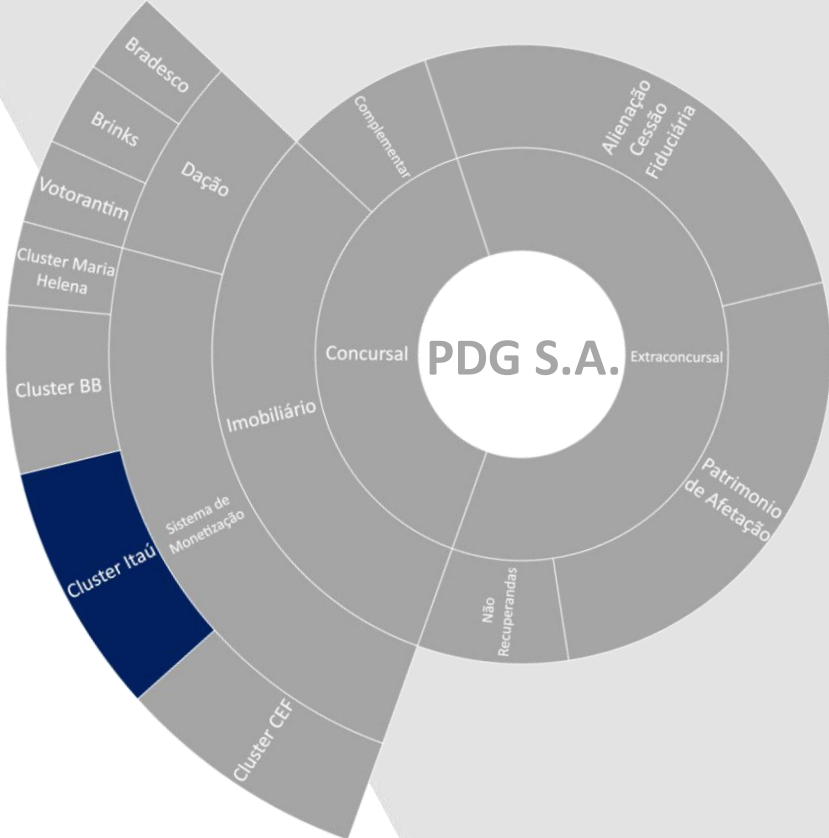 Bradesco
Brinks
Votorantim
Cluster Maria
Helena
Cluster BB
Cluster Itaú
Cluster CEF
Dação
Sistema de
Monetização
Imobiliário
Complementar
Concursal
PDG S.A.
Extraconcursal
Alienação
Cessão
Fiduciária
Patrimonio
de Afetação
Não
Recuperandas